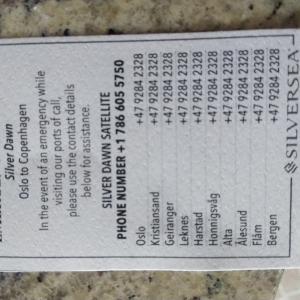 Silver Dawn
Oslo to Copenhagen
In the event of an emergency while
visiting our ports of call,
please use the contact details
below for assistance.
SILVER DAWN SATELLITE
PHONE NUMBER +1 786 605 5750
Oslo +47 9284 2328
Kristiansand +47 9284 2328
Geiranger +47 9284 2328
Leknes +47 9284 2328
Harstad +47 9284 2328
Honnigsvåg +47 9284 2328
Alta +47 9284 2328
Ålesund +47 9284 2328
Flåm +47 9284 2328
Bergen +47 9284 2328
SILVERSEA